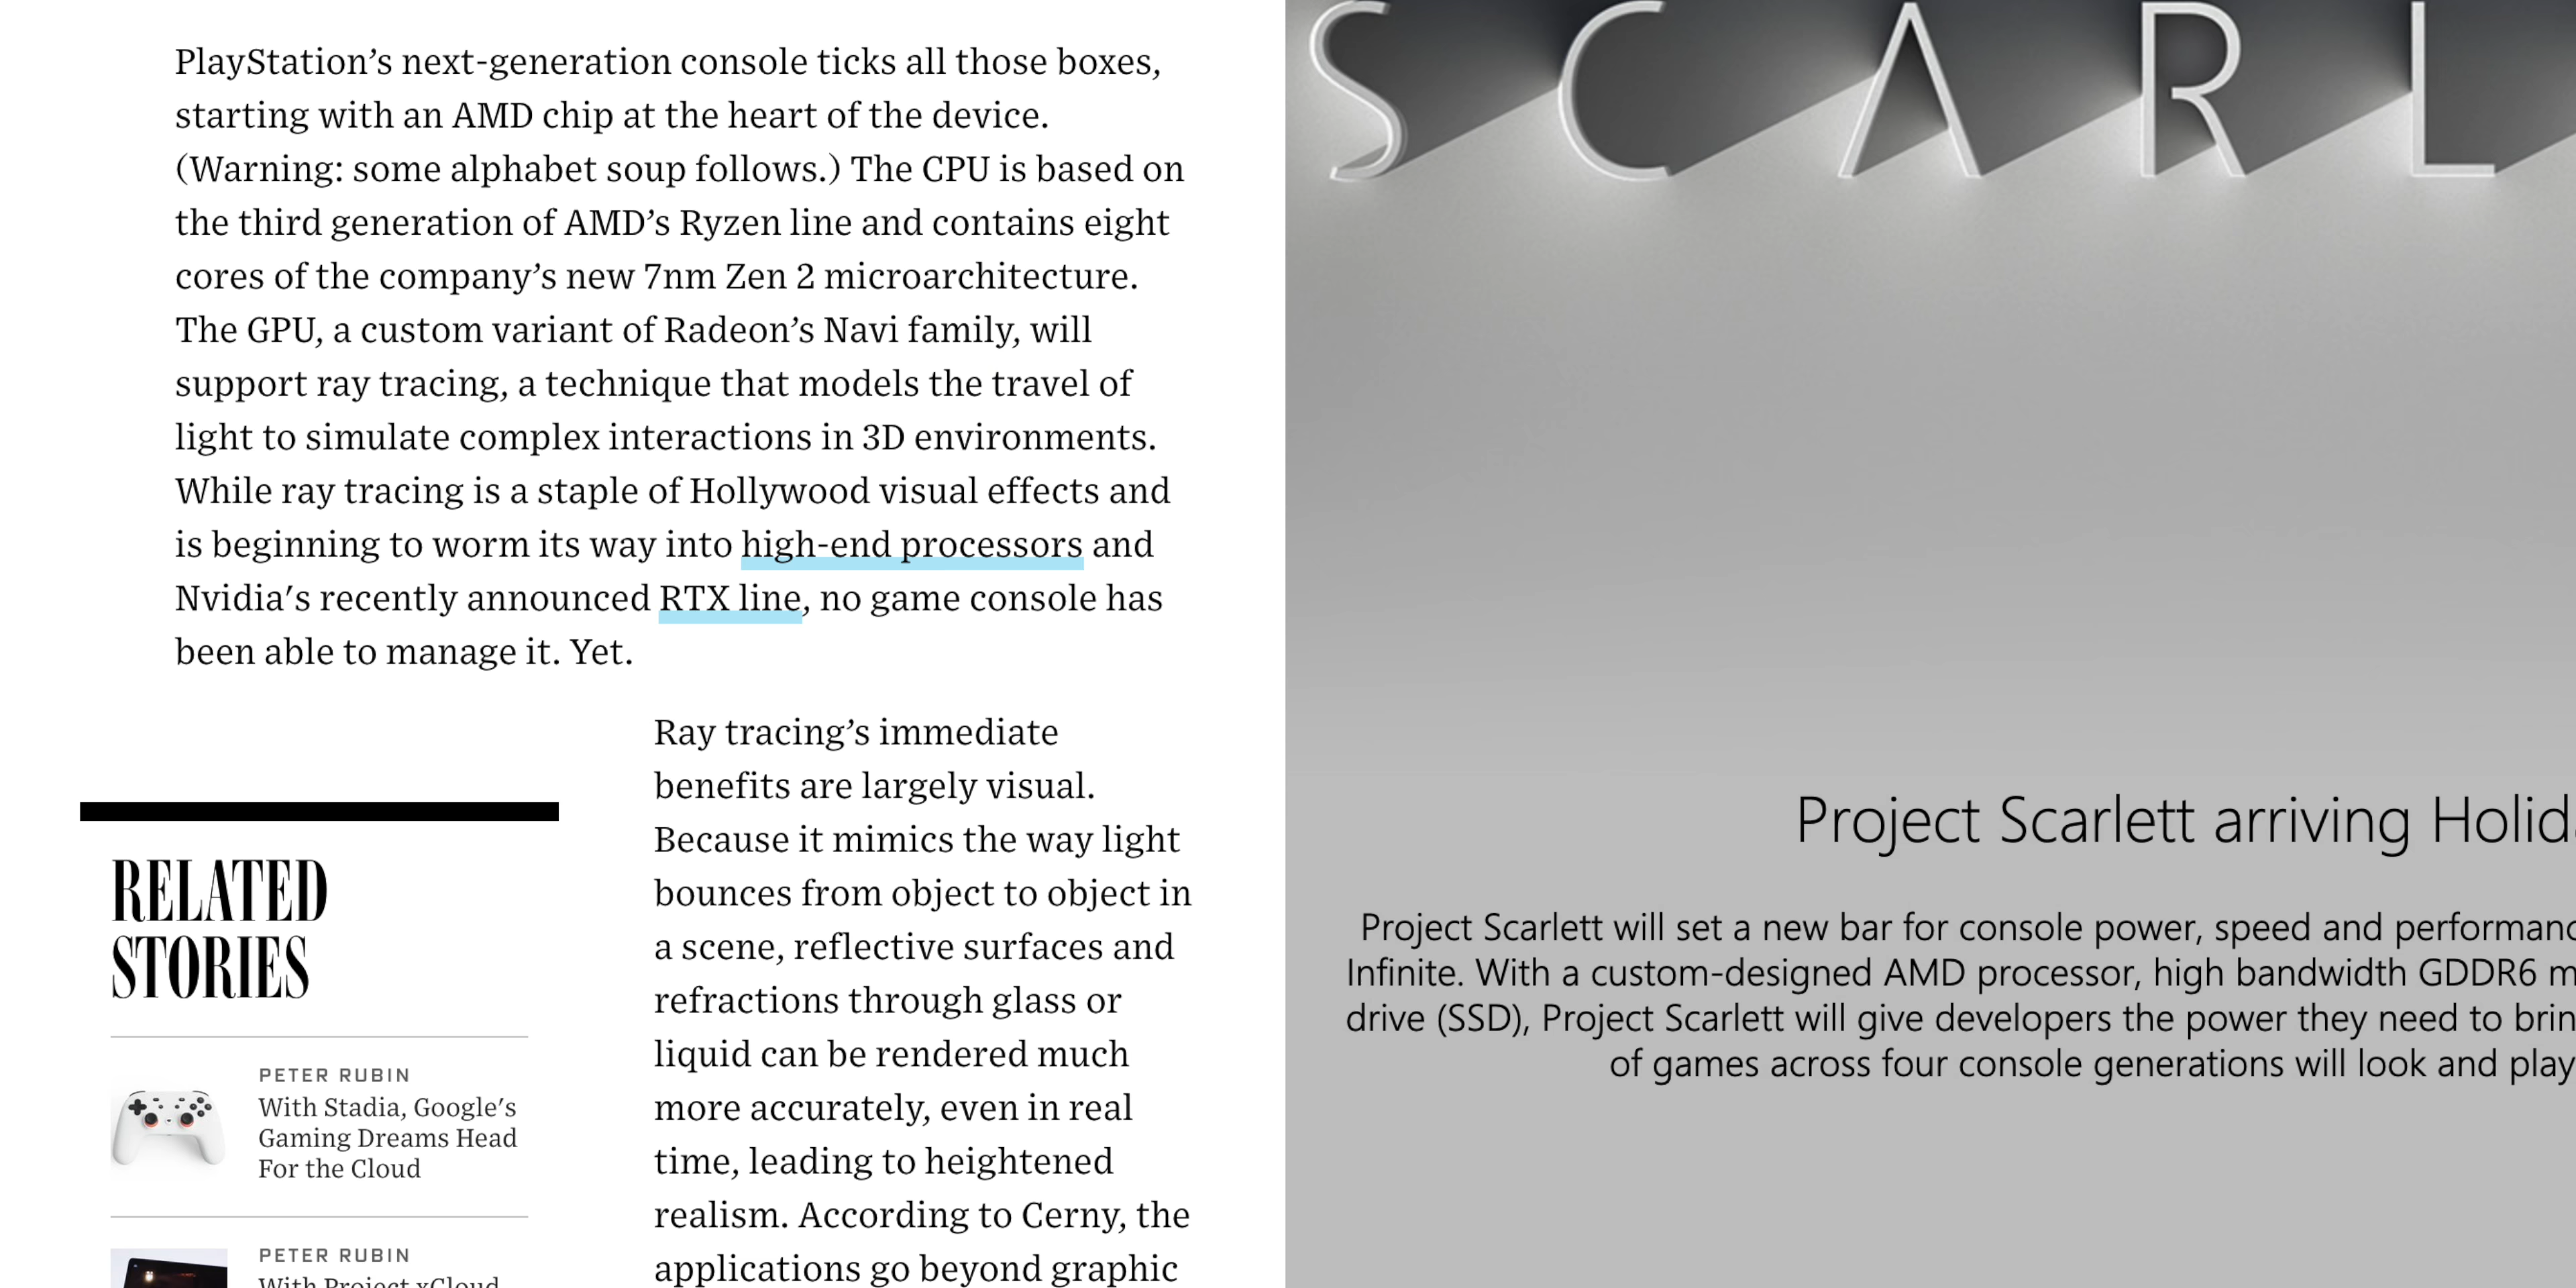 PlayStation’s next-generation console ticks all those boxes,
starting with an AMD chip at the heart of the device.
(Warning: some alphabet soup follows.) The CPU is based on
the third generation of AMD’s Ryzen line and contains eight
cores of the company’s new 7nm Zen 2 microarchitecture.
The GPU, a custom variant of Radeon’s Navi family, will
support ray tracing, a technique that models the travel of
light to simulate complex interactions in 3D environments.
While ray tracing is a staple of Hollywood visual effects and
is beginning to worm its way into high-end processors and
Nvidia's recently announced RTX line, no game console has
been able to manage it. Yet.
Ray tracing’s immediate
benefits are largely visual.
Because it mimics the way light
bounces from object to object in
a scene, reflective surfaces and
refractions through glass or
liquid can be rendered much
more accurately, even in real
time, leading to heightened
realism. According to Cerny, the
applications go beyond graphic
RELATED
STORIES
PETER RUBIN
With Stadia, Google's
Gaming Dreams Head
For the Cloud
PETER RUBIN
With Project xCloud
SCARL
Project Scarlett arriving Holid
Project Scarlett will set a new bar for console power, speed and performanc
Infinite. With a custom-designed AMD processor, high bandwidth GDDR6 m
drive (SSD), Project Scarlett will give developers the power they need to brin
of games across four console generations will look and play